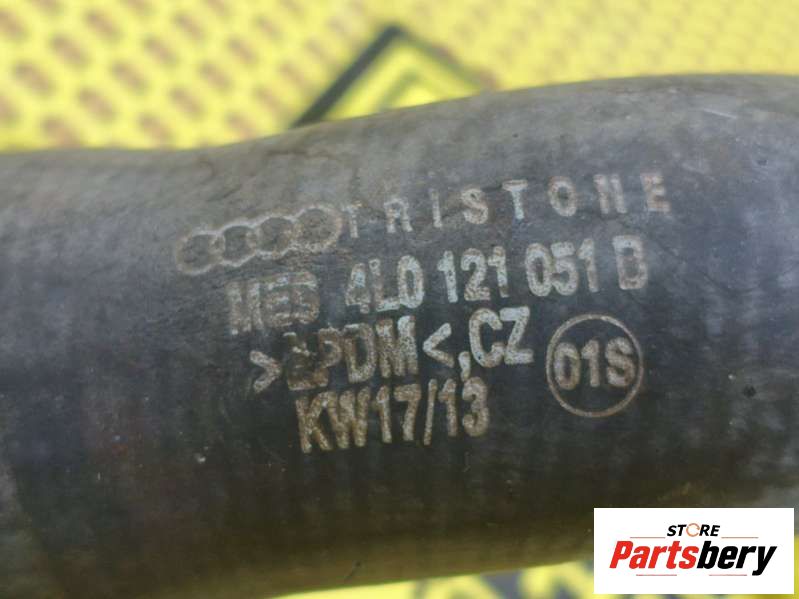 TRISTONE
MEB 4L0 121 051 D
>EPDM<,CZ
01S
KW17/13
STORE
Partsbery